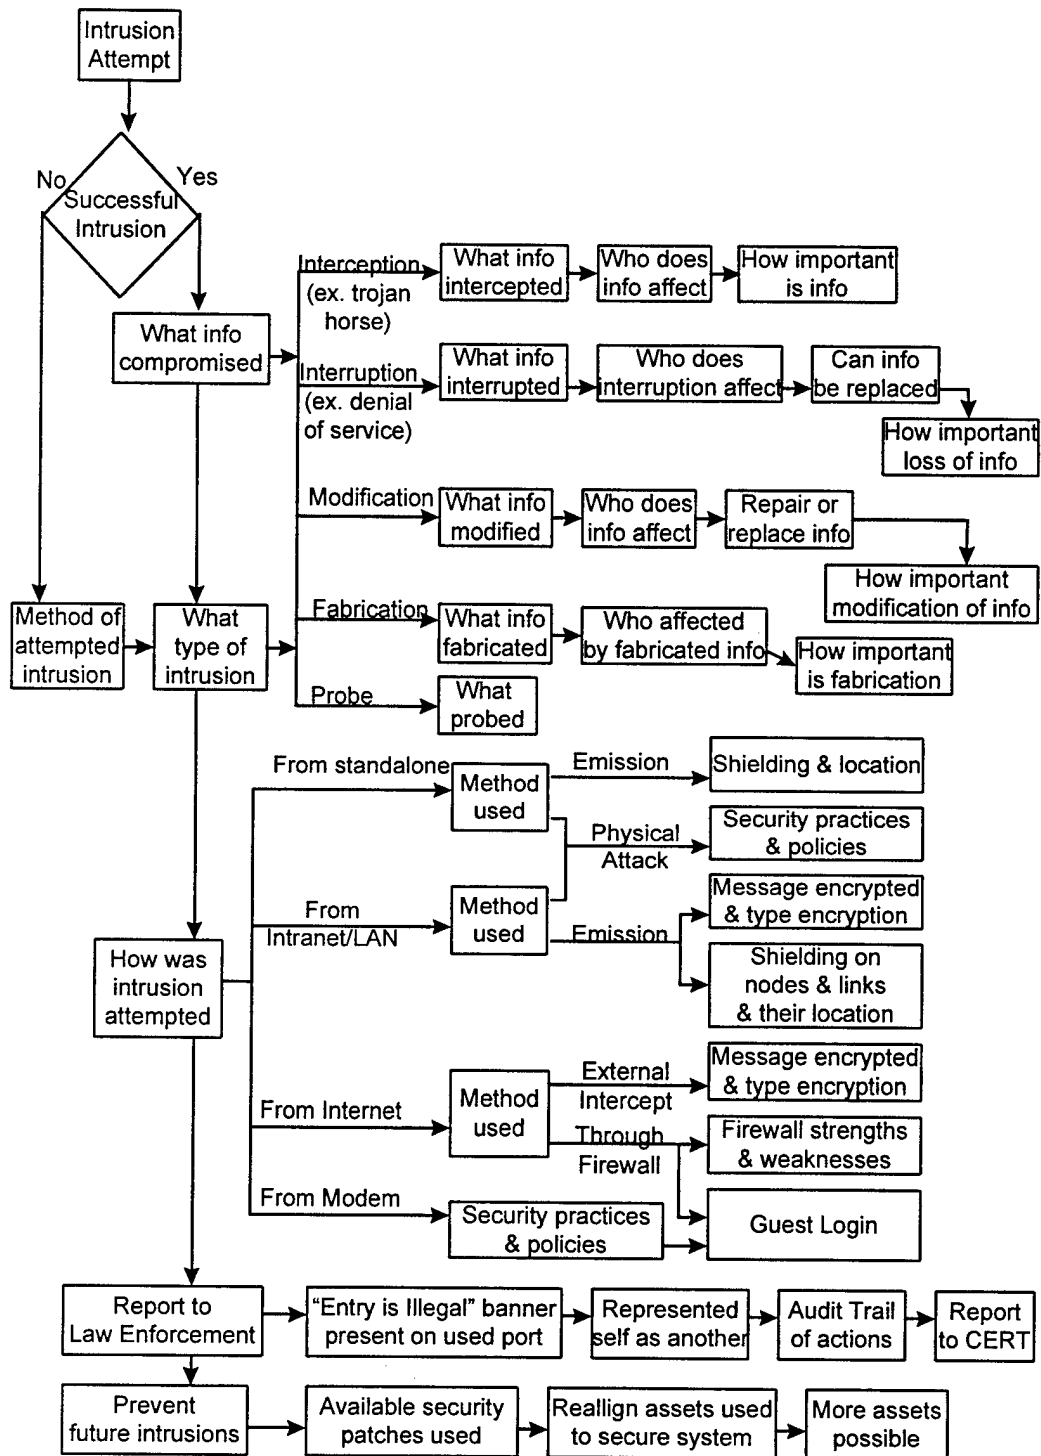 Intrusion
Attempt
No
Yes
Successful
Intrusion
What info
compromised
Interception
(ex. trojan
horse)
What info
intercepted
Who does
info affect
How important
is info
Interruption
(ex. denial
of service)
What info
interrupted
Who does
interruption affect
Can info
be replaced
How important
loss of info
Modification
What info
modified
Who does
info affect
Repair or
replace info
How important
modification of info
Method of
attempted
intrusion
What
type of
intrusion
Fabrication
What info
fabricated
Who affected
by fabricated info
How important
is fabrication
Probe
What
probed
From standalone
Method
used
Emission
Shielding & location
Physical
Attack
Security practices
& policies
From
Intranet/LAN
Method
used
Emission
Message encrypted
& type encryption
Shielding on
nodes & links
& their location
How was
intrusion
attempted
From Internet
Method
used
External
Intercept
Message encrypted
& type encryption
Through
Firewall
Firewall strengths
& weaknesses
From Modem
Security practices
& policies
Guest Login
Report to
Law Enforcement
“Entry is Illegal” banner
present on used port
Represented
self as another
Audit Trail
of actions
Report
to CERT
Prevent
future intrusions
Available security
patches used
Reallign assets used
to secure system
More assets
possible